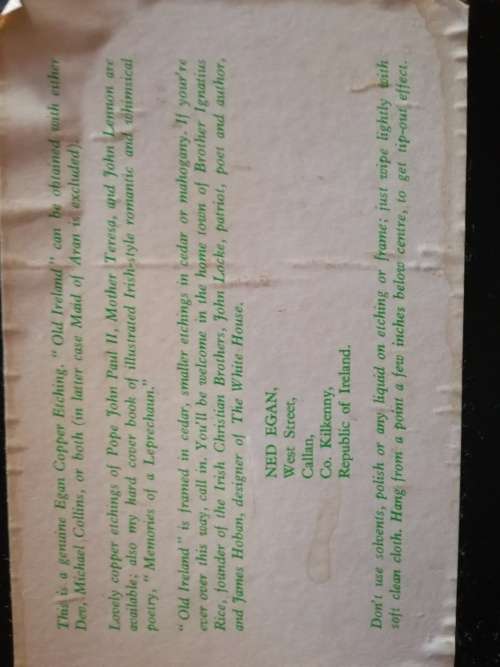 This is a genuine Egan Copper Etching. "Old Ireland" can be obtained with either
Dev, Michael Collins, or both (in latter case Maid of Aran is excluded).
Lovely copper etchings of Pope John Paul II, Mother Teresa, and John Lennon are
available; also my hard cover book of illustrated Irish-style romantic and whimsical
poetry, "Memories of a Leprechaun."
"Old Ireland" is framed in cedar, smaller etchings in cedar or mahogany. If your're
ever over this way, call in. You'll be welcome in the home town of Brother Ignatius
Rice, founder of the Irish Christian Brothers, John Locke, patriot, poet and author,
and James Hoban, designer of The White House.
NED EGAN,
West Street,
Callan,
Co. Kilkenny,
Republic of Ireland.
Don't use solvents, polish or any liquid on etching or frame; just wipe lightly with
soft clean cloth. Hang from a point a few inches below centre, to get tip-out effect.